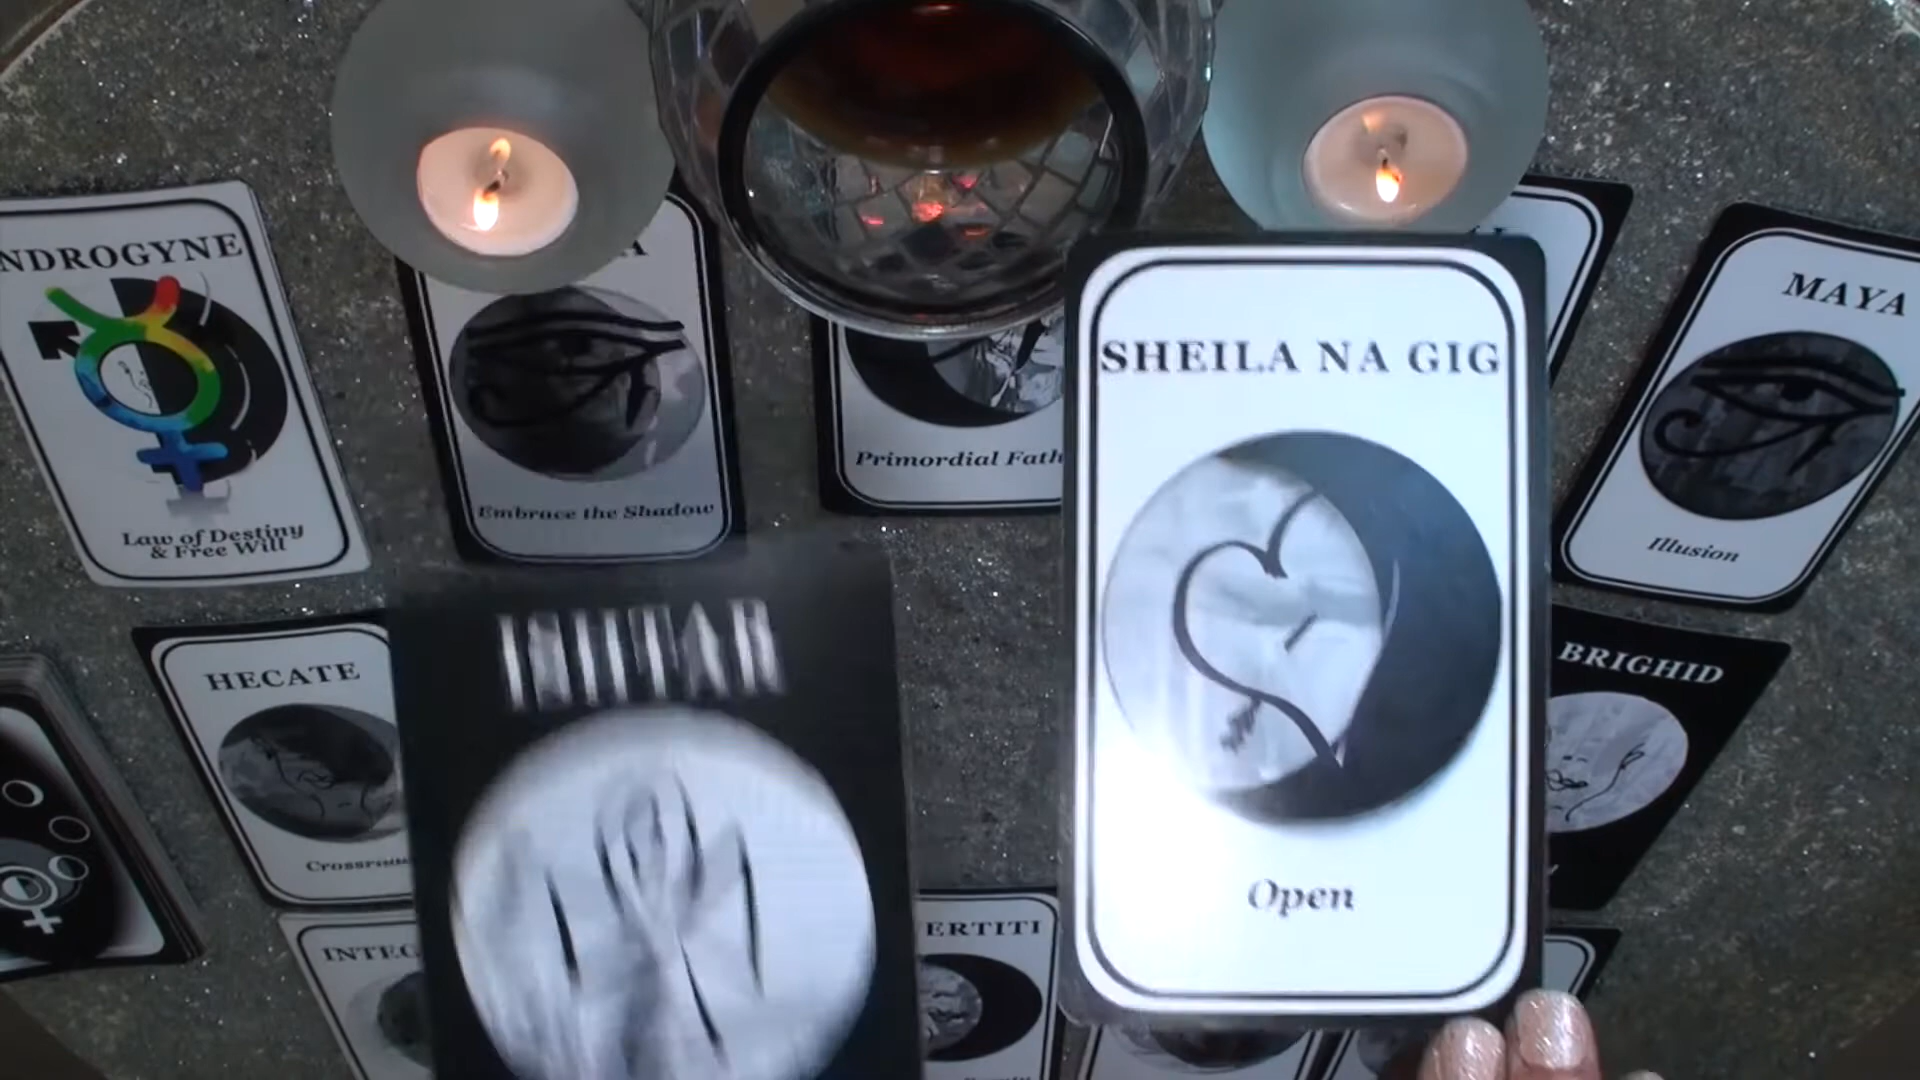 NDROGYNE
Law of Destiny
& Free Will
Embrace the Shadow
Primordial Fath
SHEILA NA GIG
Open
MAYA
Illusion
HECATE
ISHTAR
BRIGHID
INTEG
ERTITI